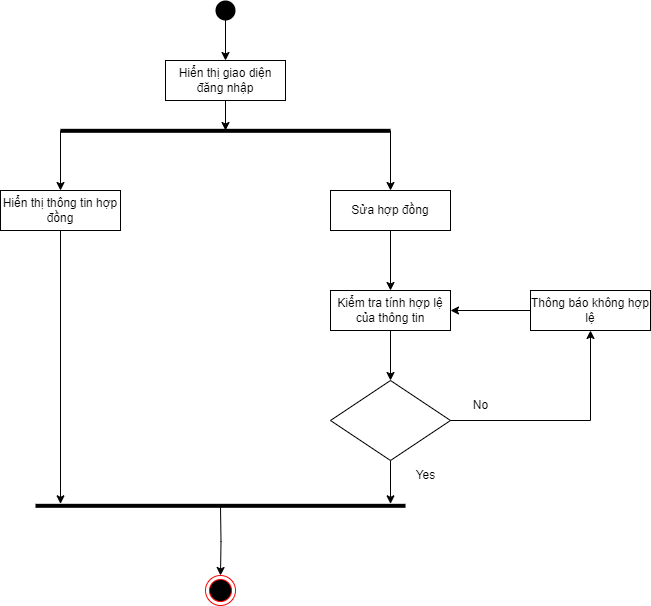 Hiển thị giao diện
đăng nhập
Hiển thị thông tin hợp
đồng
Sửa hợp đồng
Kiểm tra tính hợp lệ
của thông tin
Thông báo không hợp
lệ
No
Yes